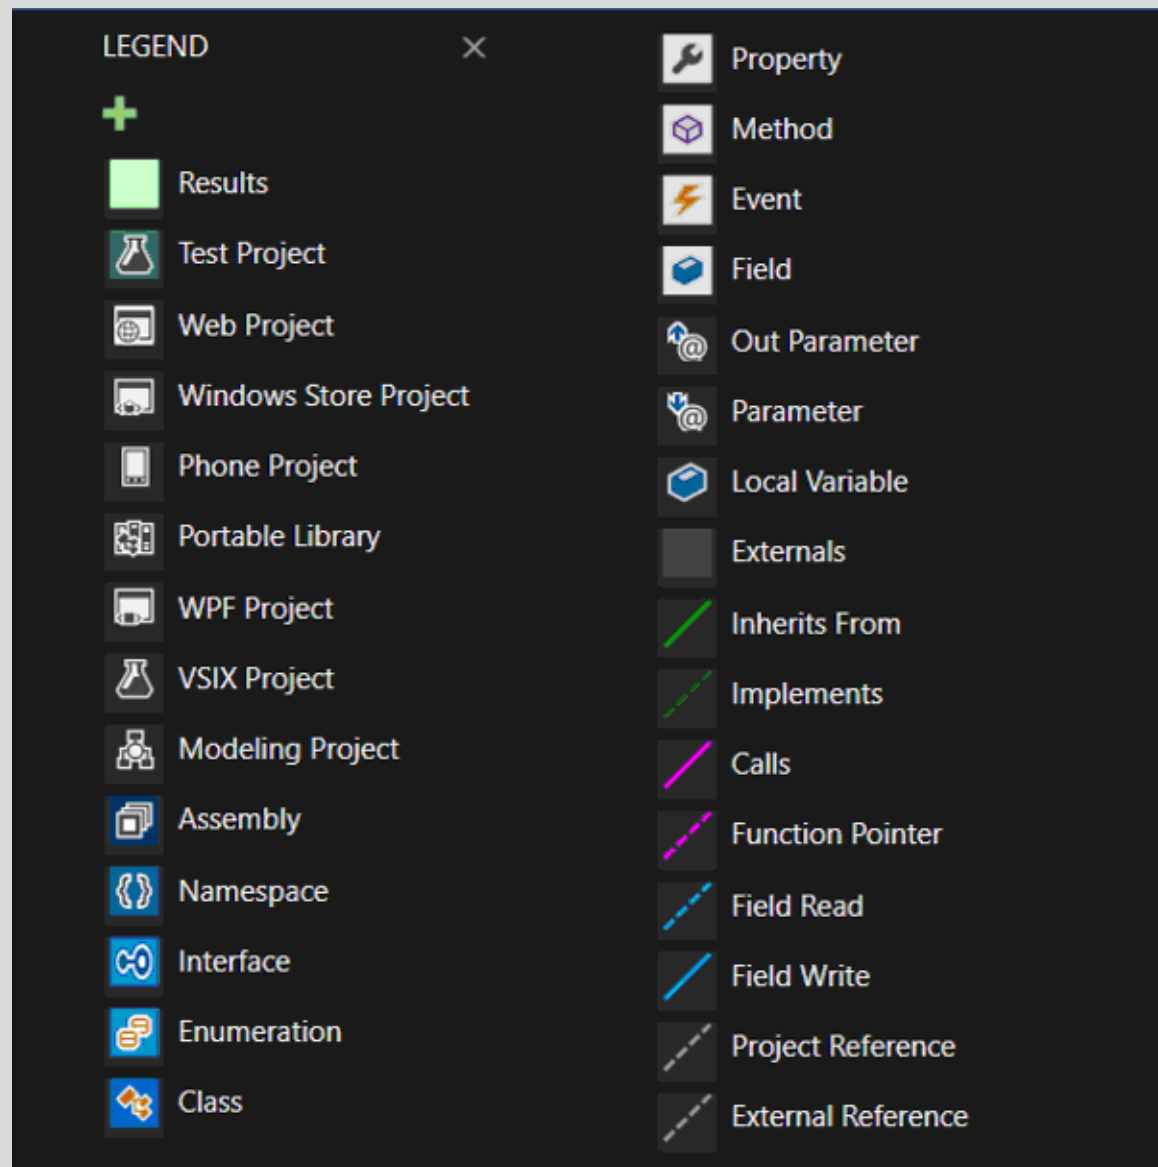 LEGEND
Results
Test Project
Web Project
Windows Store Project
Phone Project
Portable Library
WPF Project
VSIX Project
Modeling Project
Assembly
Namespace
Interface
Enumeration
Class
Property
Method
Event
Field
Out Parameter
Parameter
Local Variable
Externals
Inherits From
Implements
Calls
Function Pointer
Field Read
Field Write
Project Reference
External Reference